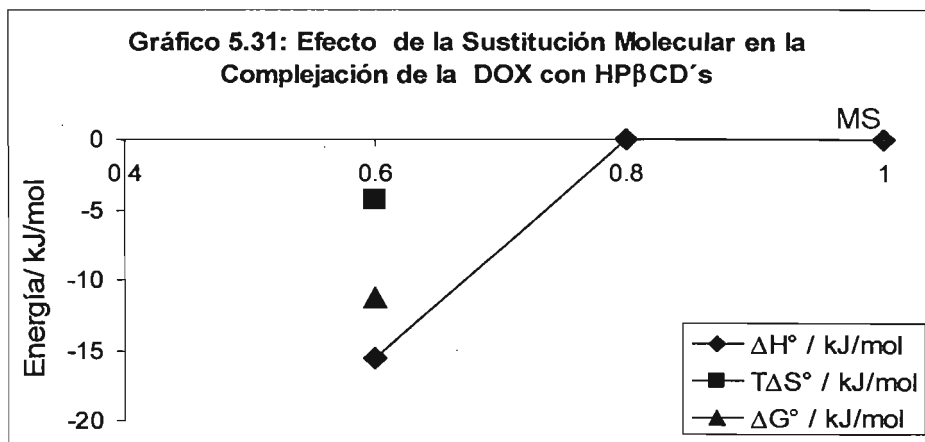 Gráfico 5.31: Efecto de la Sustitución Molecular en la
Complejación de la DOX con HPβCD´s
MS
0
0.4
0.6
0.8
1
-5
-10
-15
-20
Energía/ kJ/mol
ΔH° / kJ/mol
TΔS° / kJ/mol
ΔG° / kJ/mol